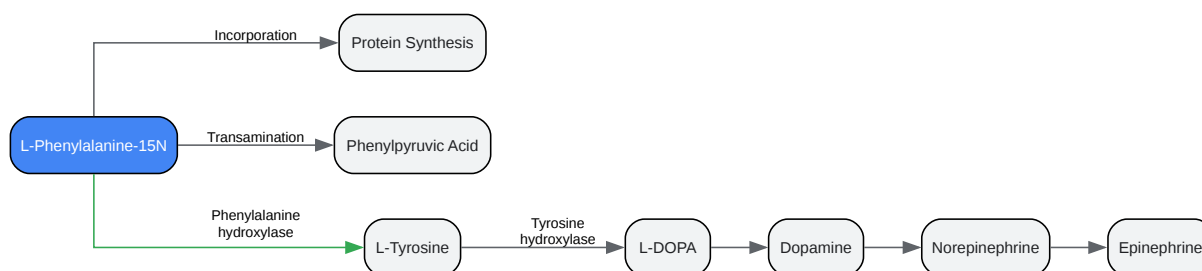 Incorporation
Protein Synthesis
L-Phenylalanine-15N
Transamination
Phenylpyruvic Acid
Phenylalanine
hydroxylase
L-Tyrosine
Tyrosine
hydroxylase
L-DOPA
Dopamine
Norepinephrine
Epinephrine